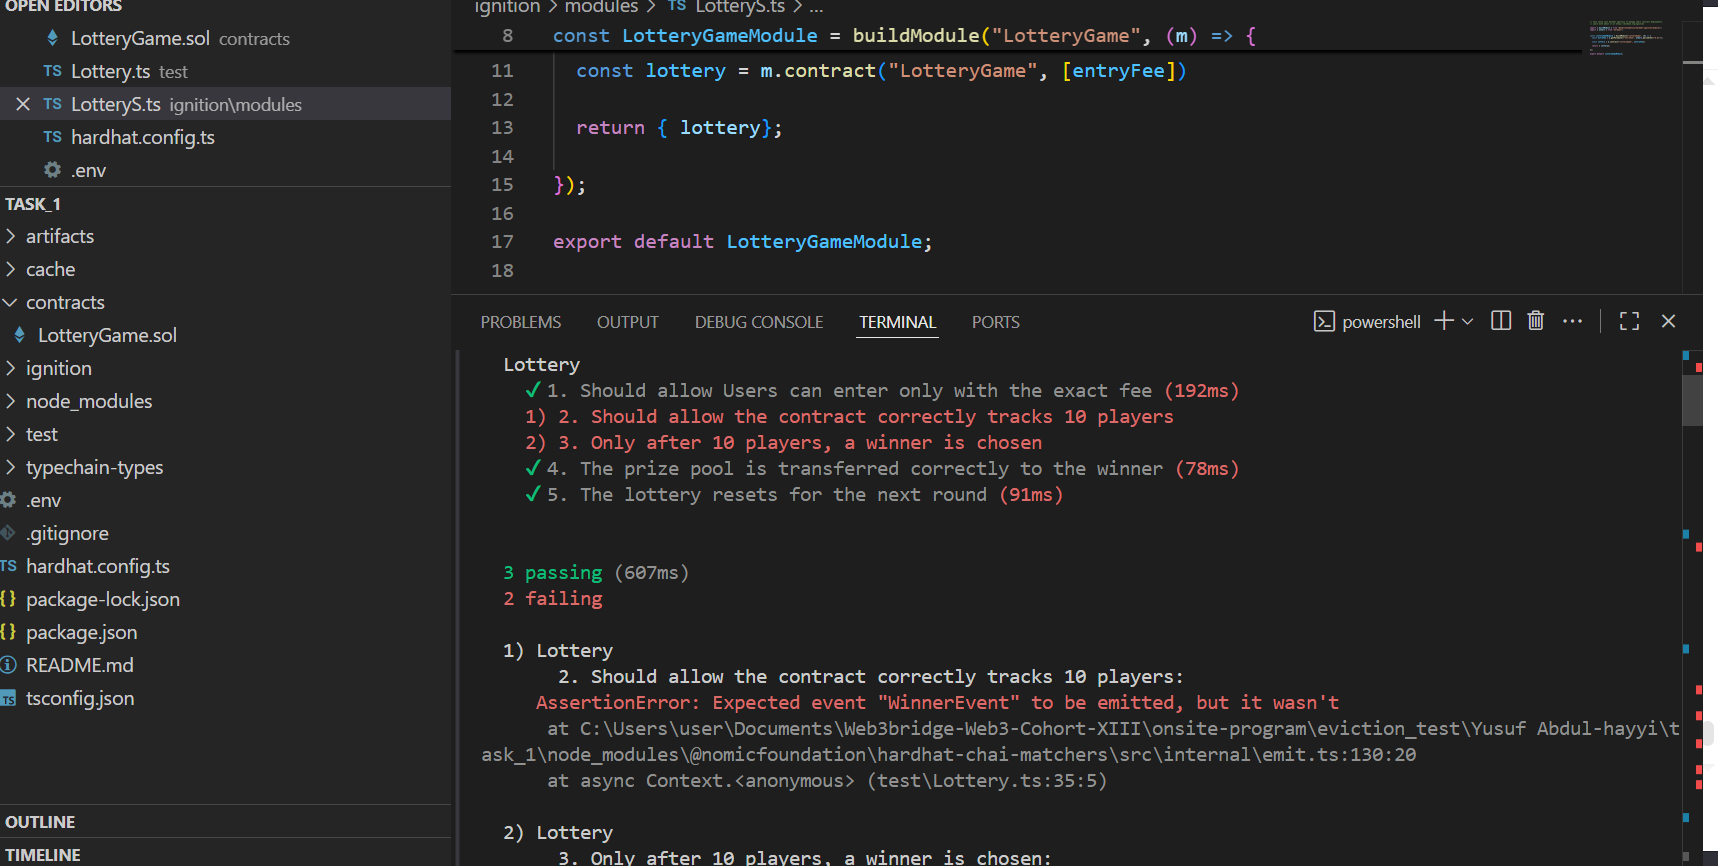 OPEN EDITORS
LotteryGame.sol contracts
TS Lottery.ts test
TS LotteryS.ts ignition\modules
TS hardhat.config.ts
.env
TASK_1
artifacts
cache
contracts
LotteryGame.sol
ignition
node_modules
test
typechain-types
.env
.gitignore
TS hardhat.config.ts
{} package-lock.json
{} package.json
README.md
TS tsconfig.json
OUTLINE
TIMELINE
ignition > modules > TS LotteryS.ts > ...
8 const LotteryGameModule = buildModule("LotteryGame", (m) => {
11 const lottery = m.contract("LotteryGame", [entryFee])
12
13 return { lottery};
14
15 });
16
17 export default LotteryGameModule;
18
PROBLEMS OUTPUT DEBUG CONSOLE TERMINAL PORTS powershell
Lottery
✓ 1. Should allow Users can enter only with the exact fee (192ms)
1) 2. Should allow the contract correctly tracks 10 players
2) 3. Only after 10 players, a winner is chosen
✓ 4. The prize pool is transferred correctly to the winner (78ms)
✓ 5. The lottery resets for the next round (91ms)
3 passing (607ms)
2 failing
1) Lottery
2. Should allow the contract correctly tracks 10 players:
AssertionError: Expected event "WinnerEvent" to be emitted, but it wasn't
at C:\Users\user\Documents\Web3bridge-Web3-Cohort-XIII\onsite-program\eviction_test\Yusuf Abdul-hayyi\t
ask_1\node_modules\@nomicfoundation\hardhat-chai-matchers\src\internal\emit.ts:130:20
at async Context.<anonymous> (test\Lottery.ts:35:5)
2) Lottery
3. Only after 10 players, a winner is chosen: